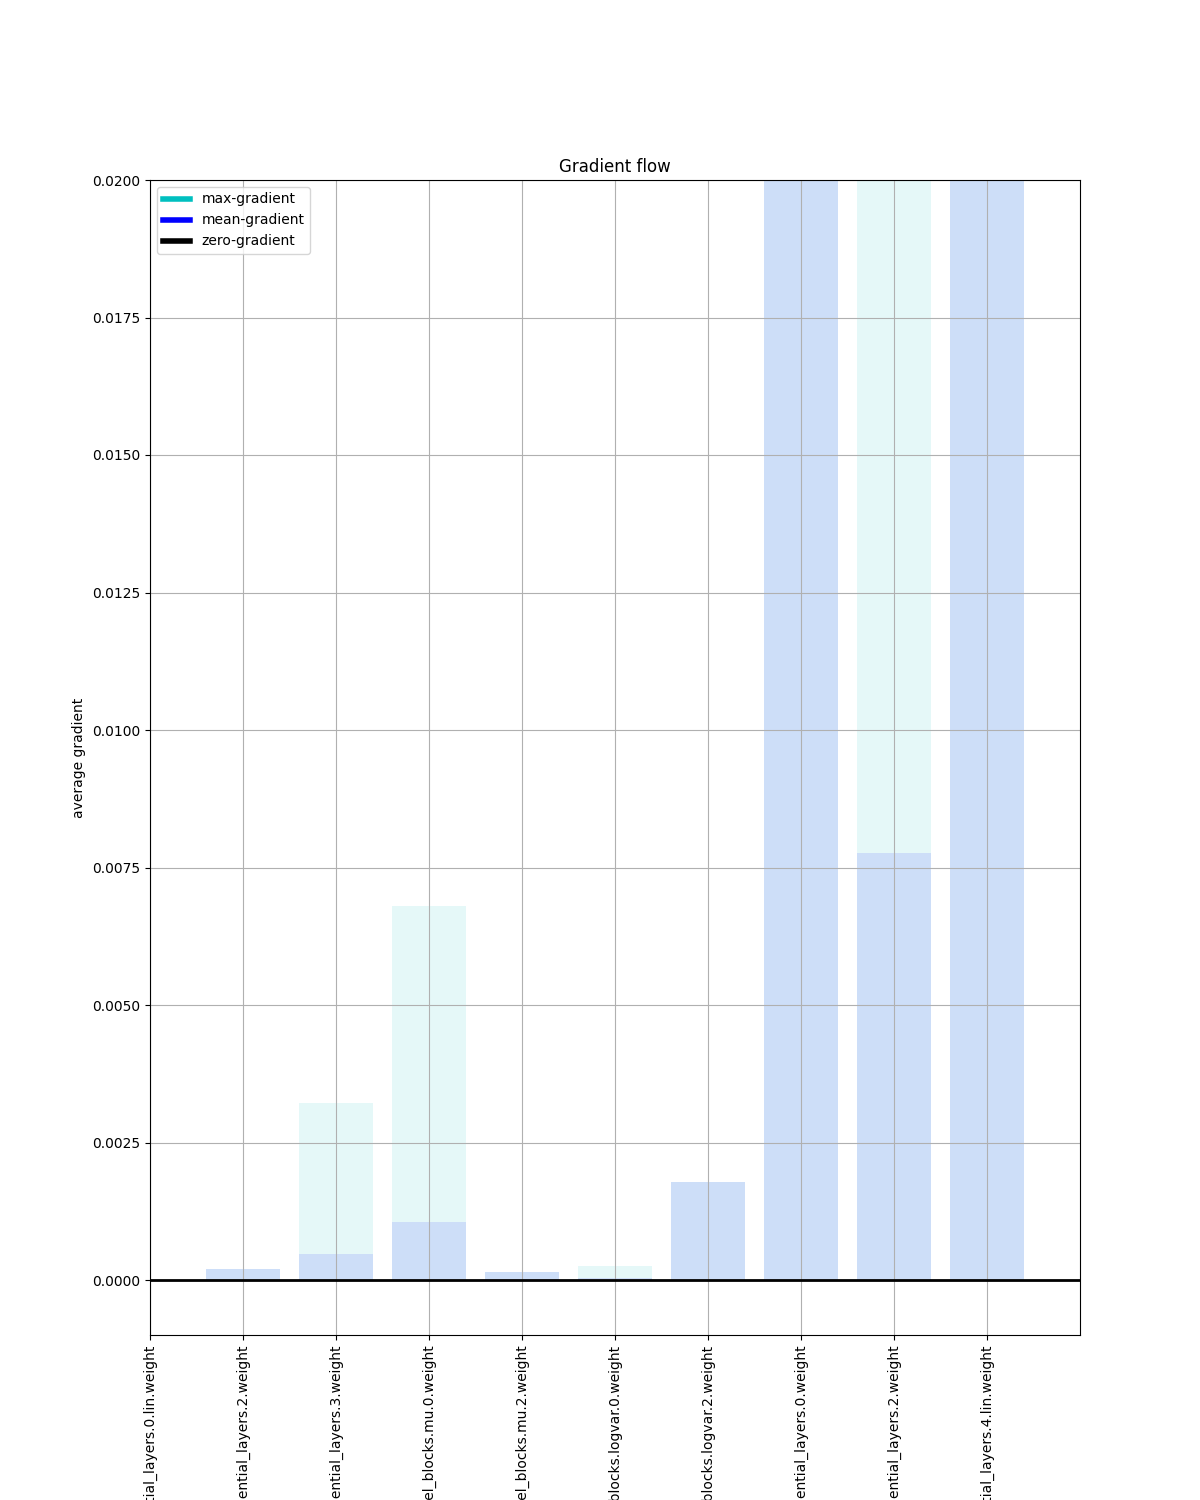 Gradient flow
max-gradient
mean-gradient
zero-gradient
average gradient
0.0200
0.0175
0.0150
0.0125
0.0100
0.0075
0.0050
0.0025
0.0000
tial_layers.0.lin.weight
ential_layers.2.weight
ential_layers.3.weight
el_blocks.mu.0.weight
el_blocks.mu.2.weight
blocks.logvar.0.weight
blocks.logvar.2.weight
ential_layers.0.weight
ential_layers.2.weight
tial_layers.4.lin.weight